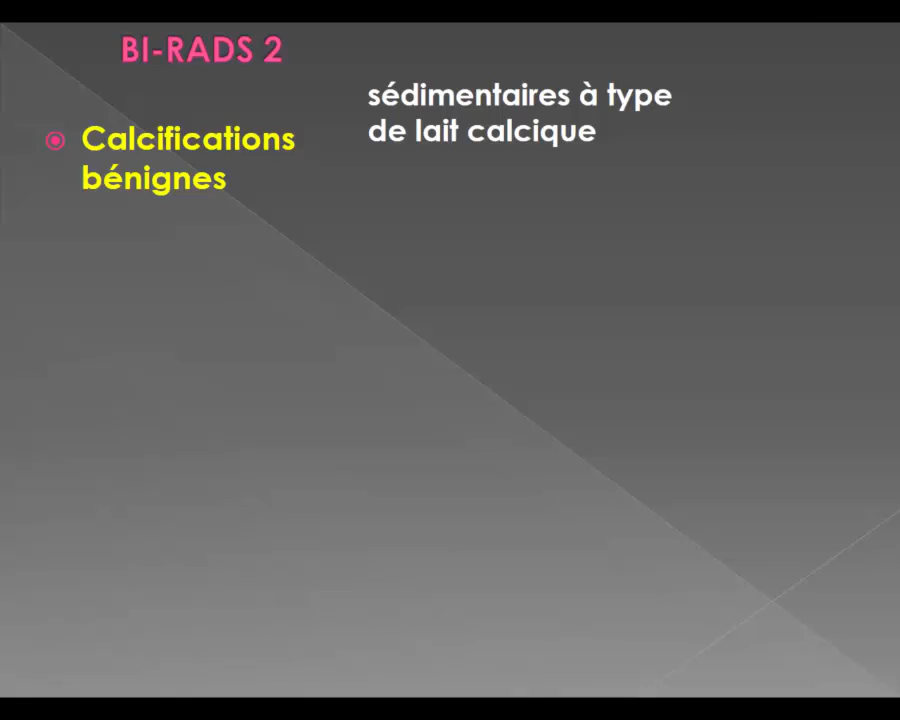 BI-RADS 2
Calcifications
bénignes
sédimentaires à type
de lait calcique